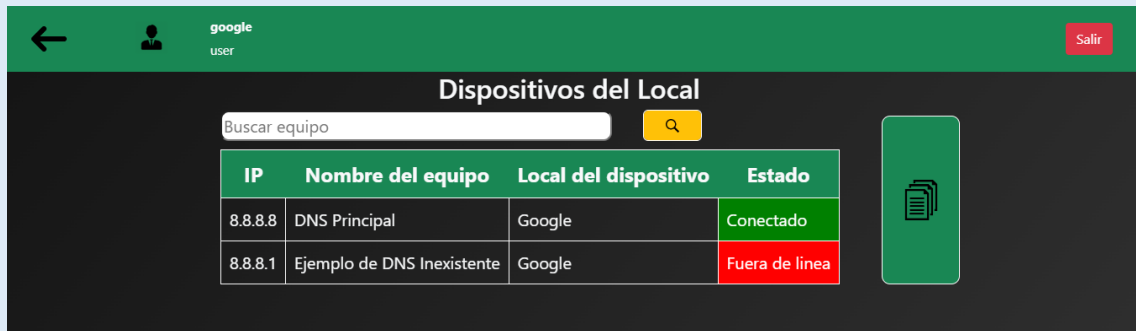 google
user
Salir
Dispositivos del Local
Buscar equipo
IP Nombre del equipo Local del dispositivo Estado
8.8.8.8 DNS Principal Google Conectado
8.8.8.1 Ejemplo de DNS Inexistente Google Fuera de linea